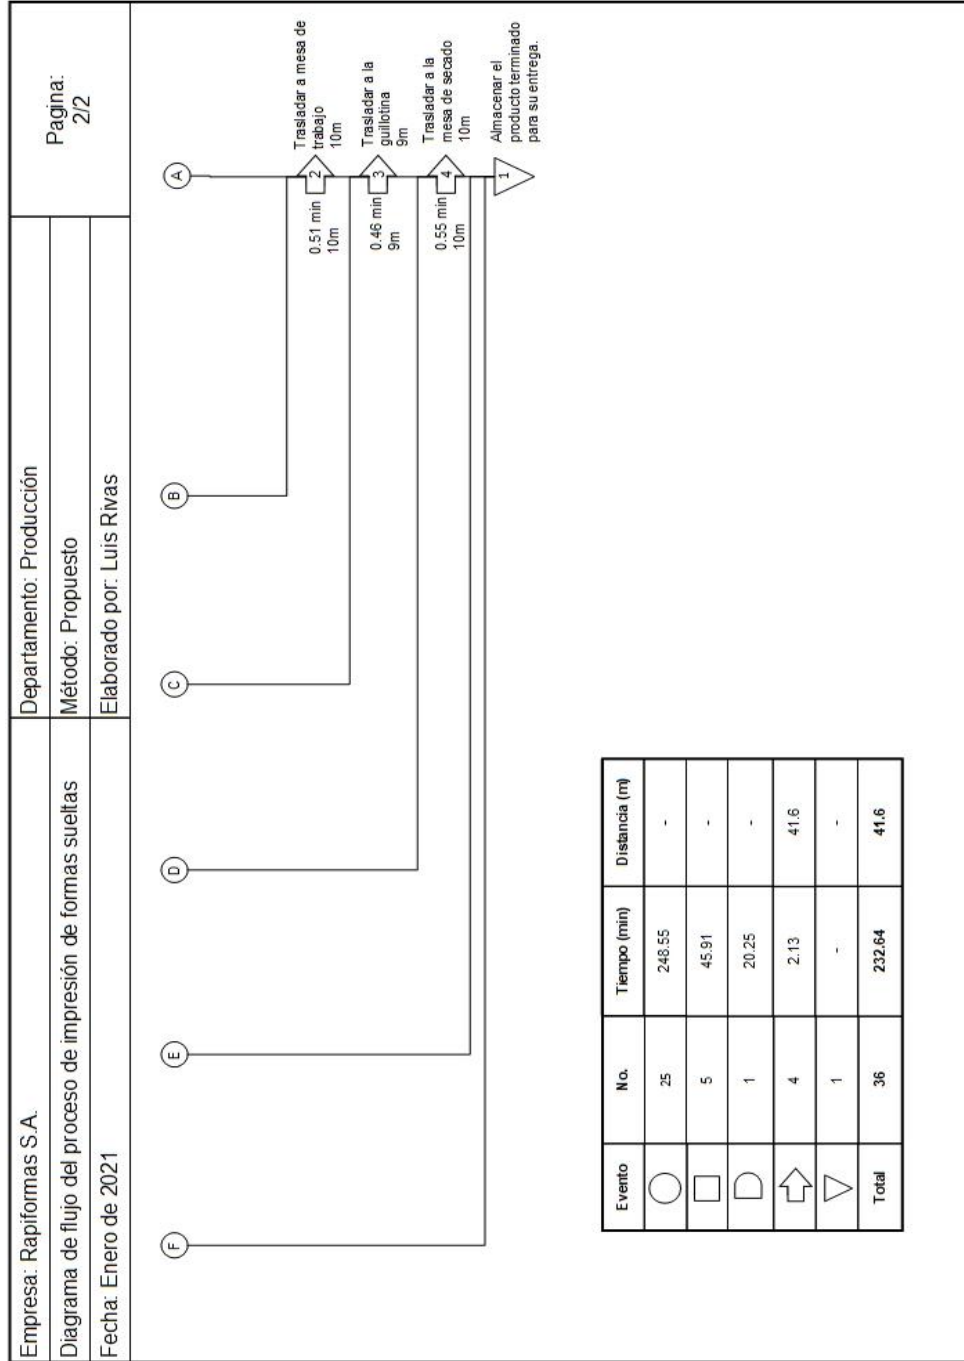 Empresa: Rapiformas S.A.
Departamento: Producción
Pagina:
2/2
Diagrama de flujo del proceso de impresión de formas sueltas
Método: Propuesto
Fecha: Enero de 2021
Elaborado por: Luis Rivas
F
E
D
C
B
A
0.51 min
10m
2
Trasladar a mesa de
trabajo
10m
0.46 min
9m
3
Trasladar a la
guillotina
9m
0.55 min
10m
4
Trasladar a la
mesa de secado
10m
1
Almacenar el
producto terminado
para su entrega.
Evento No. Tiempo (min) Distancia (m)
25 248.55 -
5 45.91 -
1 20.25 -
4 2.13 41.6
1 - -
Total 36 232.64 41.6